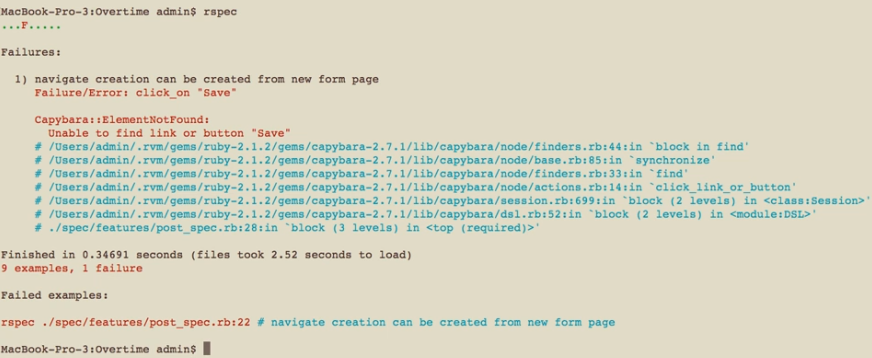 MacBook-Pro-3:Overtime admin$ rspec
...F.....
Failures:
1) navigate creation can be created from new form page
Failure/Error: click_on "Save"
Capybara::ElementNotFound:
Unable to find link or button "Save"
# /Users/admin/.rvm/gems/ruby-2.1.2/gems/capybara-2.7.1/lib/capybara/node/finders.rb:44:in `block in find'
# /Users/admin/.rvm/gems/ruby-2.1.2/gems/capybara-2.7.1/lib/capybara/node/base.rb:85:in `synchronize'
# /Users/admin/.rvm/gems/ruby-2.1.2/gems/capybara-2.7.1/lib/capybara/node/finders.rb:33:in `find'
# /Users/admin/.rvm/gems/ruby-2.1.2/gems/capybara-2.7.1/lib/capybara/node/actions.rb:14:in `click_link_or_button'
# /Users/admin/.rvm/gems/ruby-2.1.2/gems/capybara-2.7.1/lib/capybara/session.rb:699:in `block (2 levels) in <class:Session>'
# /Users/admin/.rvm/gems/ruby-2.1.2/gems/capybara-2.7.1/lib/capybara/dsl.rb:52:in `block (2 levels) in <module:DSL>'
# ./spec/features/post_spec.rb:28:in `block (3 levels) in <top (required)>'
Finished in 0.34691 seconds (files took 2.52 seconds to load)
9 examples, 1 failure
Failed examples:
rspec ./spec/features/post_spec.rb:22 # navigate creation can be created from new form page
MacBook-Pro-3:Overtime admin$